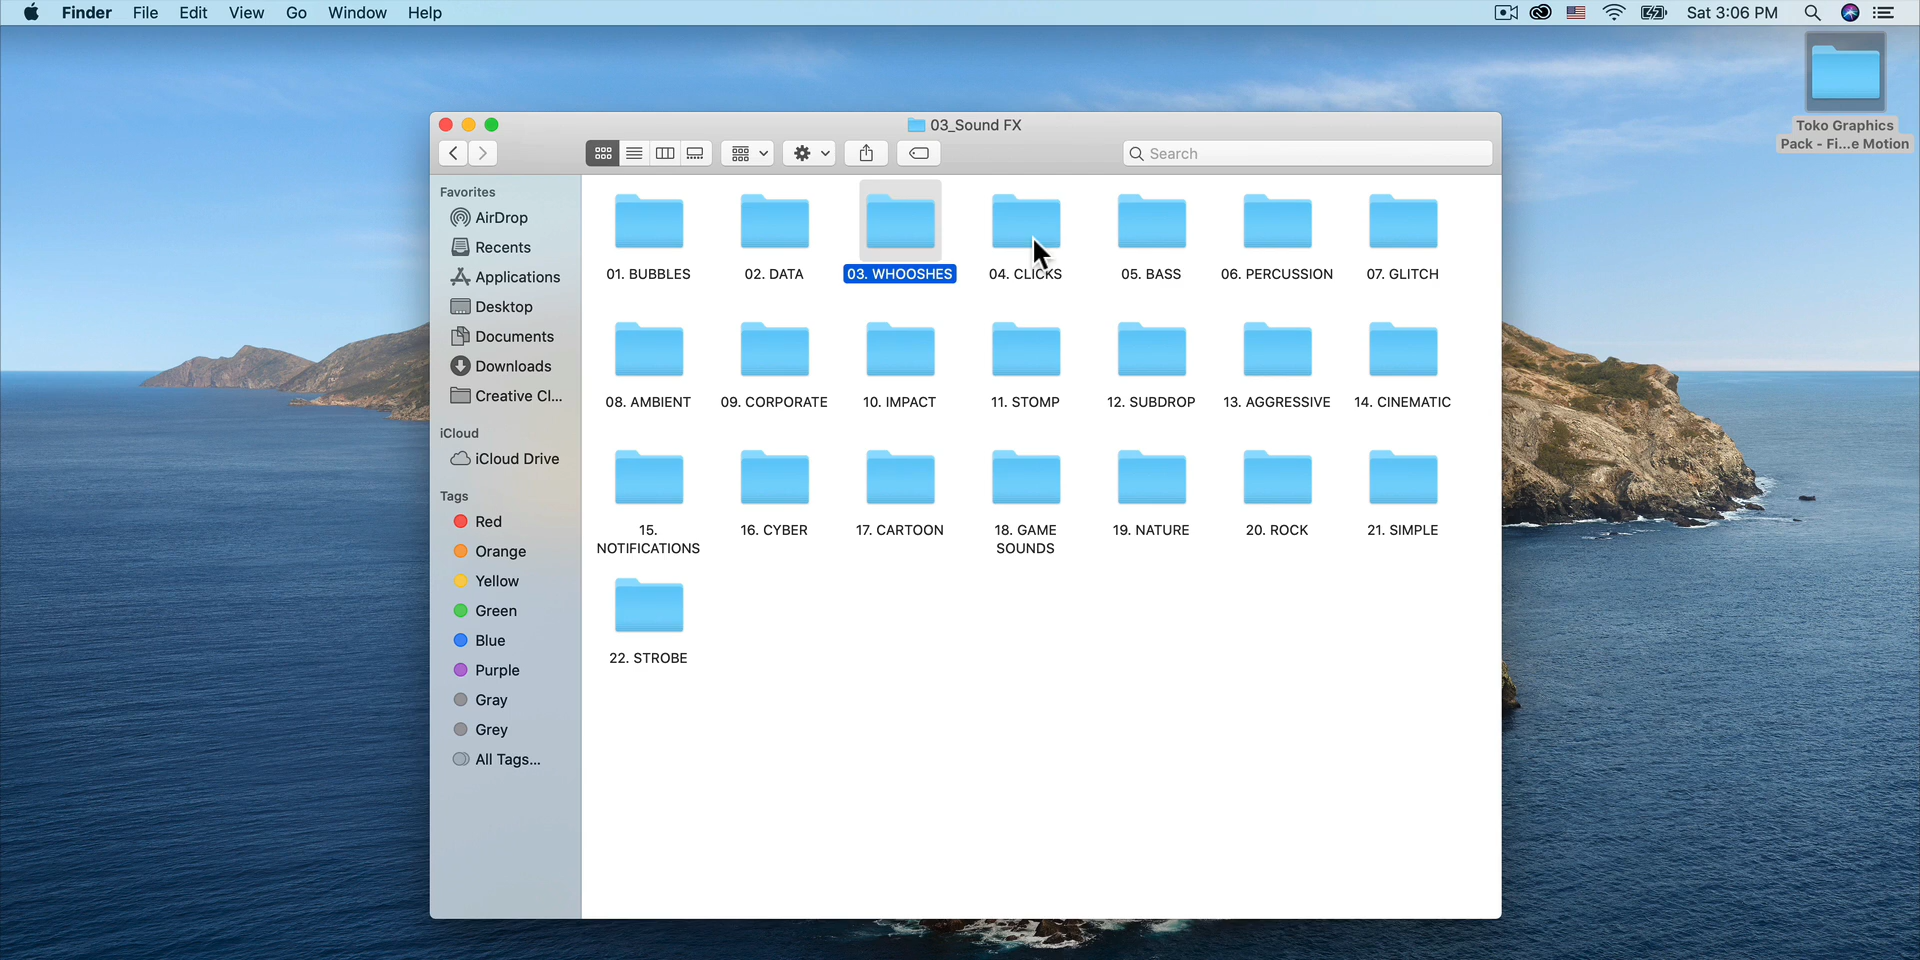 Finder File Edit View Go Window Help
Sat 3:06 PM
Toko Graphics
Pack - Fi...e Motion
03_Sound FX
Search
Favorites
AirDrop
Recents
Applications
Desktop
Documents
Downloads
Creative Cl...
iCloud
iCloud Drive
Tags
Red
Orange
Yellow
Green
Blue
Purple
Gray
Grey
All Tags...
01. BUBBLES
02. DATA
03. WHOOSHES
04. CLICKS
05. BASS
06. PERCUSSION
07. GLITCH
08. AMBIENT
09. CORPORATE
10. IMPACT
11. STOMP
12. SUBDROP
13. AGGRESSIVE
14. CINEMATIC
15.
NOTIFICATIONS
16. CYBER
17. CARTOON
18. GAME
SOUNDS
19. NATURE
20. ROCK
21. SIMPLE
22. STROBE